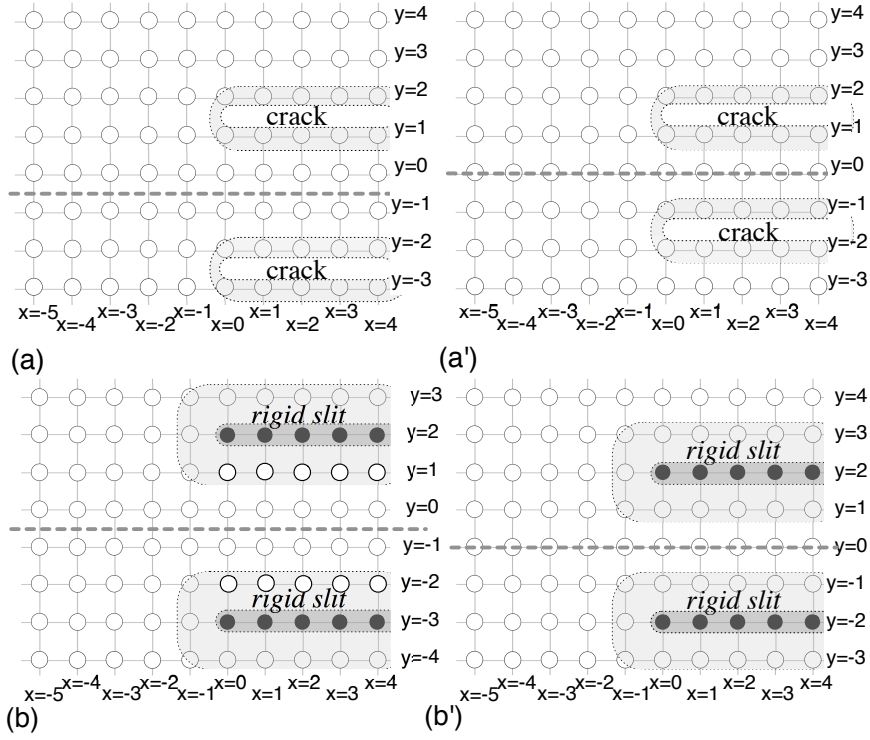 y=4
y=3
y=2
crack
y=1
y=0
y=-1
y=-2
crack
y=-3
x=-5 x=-4 x=-3 x=-2 x=-1 x=0 x=1 x=2 x=3 x=4
(a)
y=4
y=3
y=2
crack
y=1
y=0
y=-1
crack
y=-2
y=-3
x=-5 x=-4 x=-3 x=-2 x=-1 x=0 x=1 x=2 x=3 x=4
(a')
y=3
rigid slit
y=2
y=1
y=0
y=-1
y=-2
rigid slit
y=-3
y=-4
x=-5 x=-4 x=-3 x=-2 x=-1 x=0 x=1 x=2 x=3 x=4
(b)
y=4
y=3
rigid slit
y=2
y=1
y=0
y=-1
rigid slit
y=-2
y=-3
x=-5 x=-4 x=-3 x=-2 x=-1 x=0 x=1 x=2 x=3 x=4
(b')